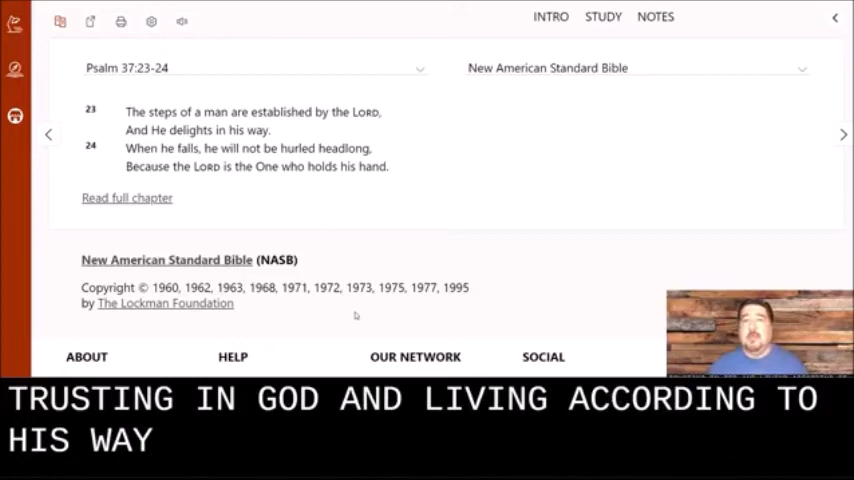 INTRO STUDY NOTES
Psalm 37:23-24
New American Standard Bible
23 The steps of a man are established by the LORD,
And He delights in his way.
24 When he falls, he will not be hurled headlong,
Because the LORD is the One who holds his hand.
Read full chapter
New American Standard Bible (NASB)
Copyright © 1960, 1962, 1963, 1968, 1971, 1972, 1973, 1975, 1977, 1995
by The Lockman Foundation
ABOUT HELP OUR NETWORK SOCIAL
TRUSTING IN GOD AND LIVING ACCORDING TO
HIS WAY